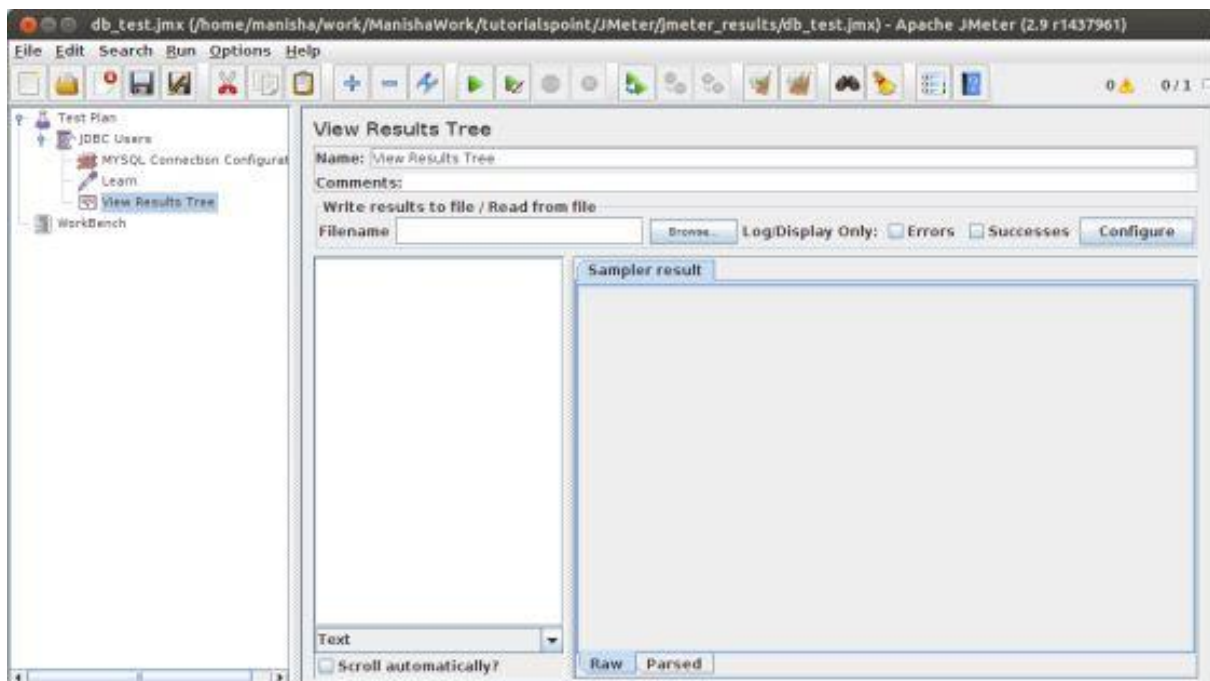 db_test.jmx (/home/manisha/work/ManishaWork/tutorialspoint/JMeter/jmeter_results/db_test.jmx) - Apache JMeter (2.9 r1437961)
File Edit Search Run Options Help
0 0/1
Test Plan
JDBC Users
MYSQL Connection Configurat
Learn
View Results Tree
WorkBench
View Results Tree
Name: View Results Tree
Comments:
Write results to file / Read from file
Filename Browse... Log/Display Only: Errors Successes Configure
Sampler result
Text
Scroll automatically?
Raw Parsed